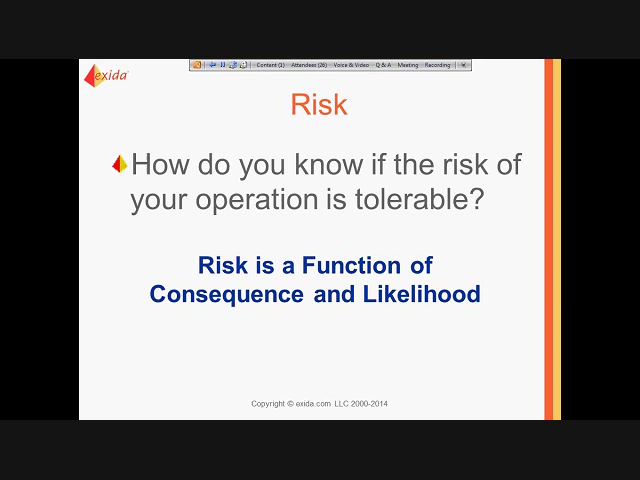 exida
Content (1) Attendees (26) Voice & Video Q & A Meeting Recording
Risk
How do you know if the risk of
your operation is tolerable?
Risk is a Function of
Consequence and Likelihood
Copyright © exida.com LLC 2000-2014